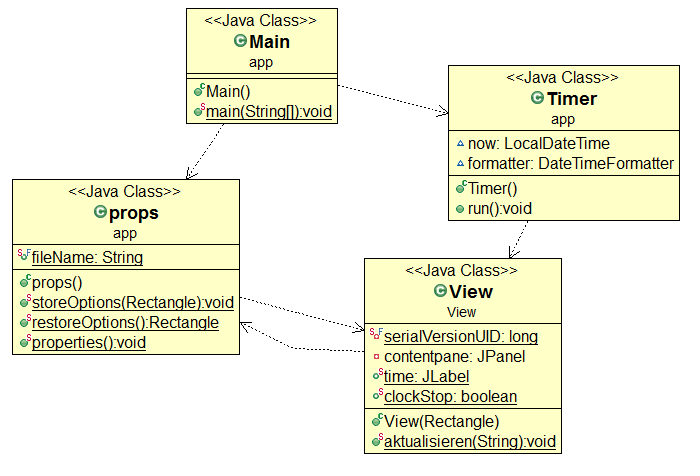 <<Java Class>>
Main
app
Main()
main(String[]):void
<<Java Class>>
Timer
app
now: LocalDateTime
formatter: DateTimeFormatter
Timer()
run():void
<<Java Class>>
props
app
fileName: String
props()
storeOptions(Rectangle):void
restoreOptions():Rectangle
properties():void
<<Java Class>>
View
View
serialVersionUID: long
contentpane: JPanel
time: JLabel
clockStop: boolean
View(Rectangle)
aktualisieren(String):void